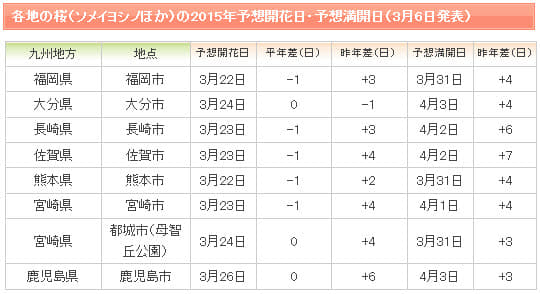 各地の桜(ソメイヨシノほか)の2015年予想開花日・予想満開日(3月6日発表)
九州地方 地点 予想開花日 平年差(日) 昨年差(日) 予想満開日 昨年差(日)
福岡県 福岡市 3月22日 -1 +3 3月31日 +4
大分県 大分市 3月24日 0 -1 4月3日 +4
長崎県 長崎市 3月23日 -1 +3 4月2日 +6
佐賀県 佐賀市 3月23日 -1 +4 4月2日 +7
熊本県 熊本市 3月22日 -1 +2 3月31日 +4
宮崎県 宮崎市 3月23日 -1 +4 4月1日 +4
宮崎県 都城市(母智丘公園) 3月24日 0 +4 3月31日 +3
鹿児島県 鹿児島市 3月26日 0 +6 4月3日 +3